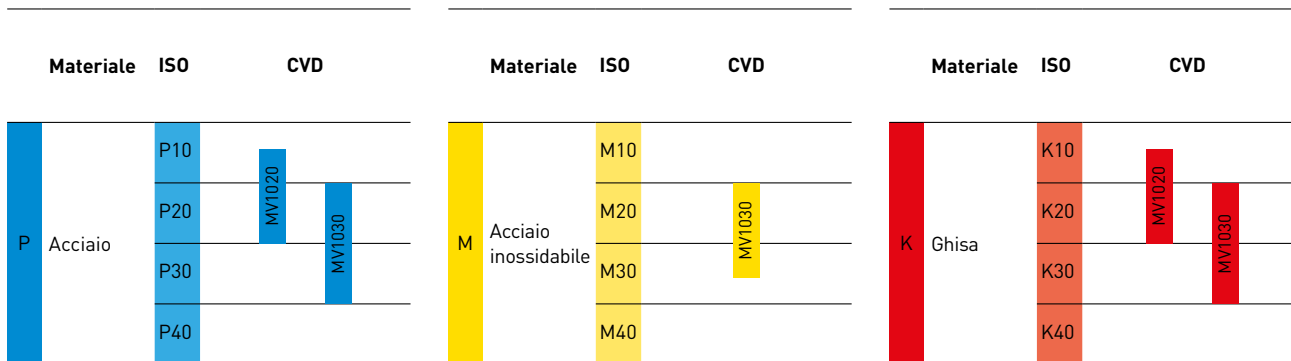 Materiale ISO CVD
P Acciaio
P10
P20
P30
P40
MV1020
MV1030
Materiale ISO CVD
M Acciaio
inossidabile
M10
M20
M30
M40
MV1030
Materiale ISO CVD
K Ghisa
K10
K20
K30
K40
MV1020
MV1030